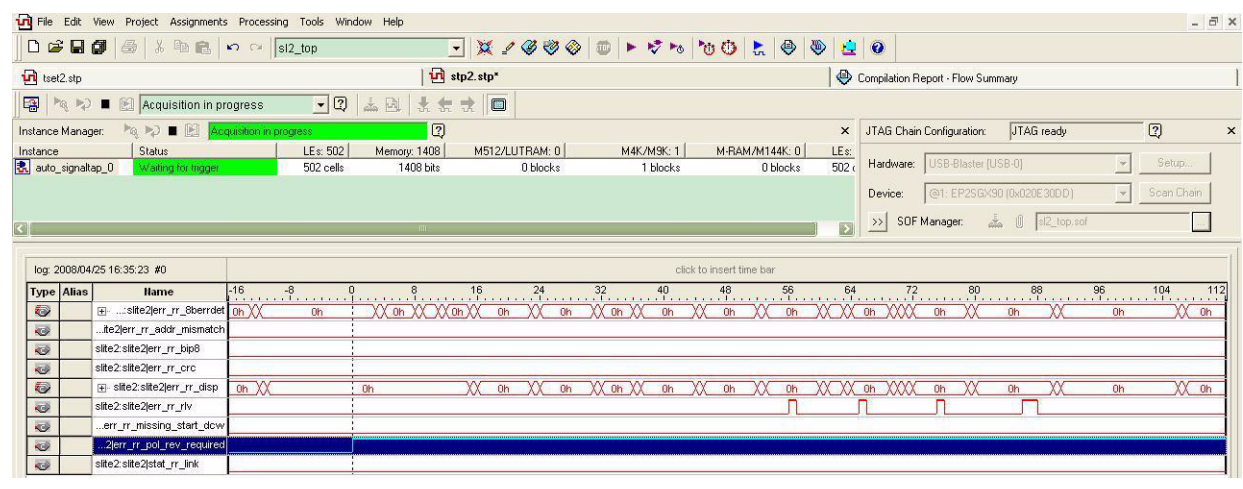 File Edit View Project Assignments Processing Tools Window Help
sl2_top
tset2.stp stp2.stp* Compilation Report - Flow Summary
Acquisition in progress
Instance Manager: Acquisition in progress JTAG Chain Configuration: JTAG ready
Instance Status LEs: 502 Memory: 1408 M512/LUTRAM: 0 M4K/M9K: 1 M-RAM/M144K: 0 LEs:
auto_signaltap_0 Waiting for trigger 502 cells 1408 bits 0 blocks 1 blocks 0 blocks 502 c
Hardware: USB-Blaster [USB-0] Setup...
Device: @1: EP2SGX90 (0x020E30DD) Scan Chain
>> SOF Manager: sl2_top.sof
log: 2008/04/25 16:35:23 #0 click to insert time bar
Type Alias Name -16 -8 0 8 16 24 32 40 48 56 64 72 80 88 96 104 112
...:slite2|err_rr_8berrdet 0h 0h 0h 0h 0h 0h 0h 0h 0h 0h 0h 0h 0h 0h 0h
...ite2|err_rr_addr_mismatch
slite2:slite2|err_rr_bip8
slite2:slite2|err_rr_crc
slite2:slite2|err_rr_disp 0h 0h 0h 0h 0h 0h 0h 0h 0h 0h 0h 0h 0h
slite2:slite2|err_rr_rlv
...err_rr_missing_start_dcw
...2|err_rr_pol_rev_required
slite2:slite2|stat_rr_link